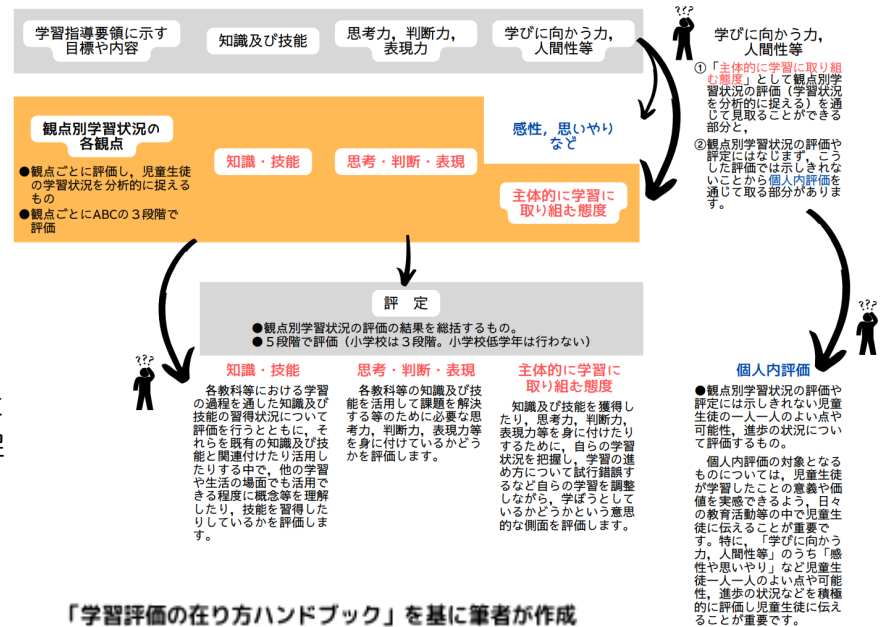 学習指導要領に示す
目標や内容
知識及び技能
思考力，判断力，
表現力
学びに向かう力，
人間性等
???
学びに向かう力，
人間性等
①「主体的に学習に取り組
む態度」として観点別学
習状況の評価（学習状況
を分析的に捉える）を通
じて見取ることができる
部分と，
②観点別学習状況の評価や
評定にはなじまず，こう
した評価では示しきれな
いことから個人内評価を
通じて取る部分がありま
す。
観点別学習状況の
各観点
●観点ごとに評価し，児童生徒
の学習状況を分析的に捉える
もの
●観点ごとにABCの３段階で
評価
知識・技能
思考・判断・表現
感性，思いやり
など
主体的に学習に
取り組む態度
評　定
●観点別学習状況の評価の結果を総括するもの。
●５段階で評価（小学校は３段階。小学校低学年は行わない）
???
知識・技能
各教科等における学習
の過程を通した知識及び
技能の習得状況について
評価を行うとともに，そ
れらを既有の知識及び技
能と関連付けたり活用し
たりする中で，他の学習
や生活の場面でも活用で
きる程度に概念等を理解
したり，技能を習得した
りしているかを評価しま
す。
思考・判断・表現
各教科等の知識及び技
能を活用して課題を解決
する等のために必要な思
考力，判断力，表現力等
を身に付けているかどう
かを評価します。
主体的に学習に
取り組む態度
知識及び技能を獲得し
たり，思考力，判断力，
表現力等を身に付けたり
するために，自らの学習
状況を把握し，学習の進
め方について試行錯誤す
るなど自らの学習を調整
しながら，学ぼうとして
いるかどうかという意思
的な側面を評価します。
???
個人内評価
●観点別学習状況の評価や
評定には示しきれない児童
生徒の一人一人のよい点や
可能性，進歩の状況につい
て評価するもの。
個人内評価の対象となる
ものについては，児童生徒
が学習したことの意義や価
値を実感できるよう，日々
の教育活動等の中で児童生
徒に伝えることが重要で
す。特に，「学びに向かう
力，人間性等」のうち「感
性や思いやり」など児童生
徒一人一人のよい点や可能
性，進歩の状況などを積極
的に評価し児童生徒に伝え
ることが重要です。
「学習評価の在り方ハンドブック」を基に筆者が作成